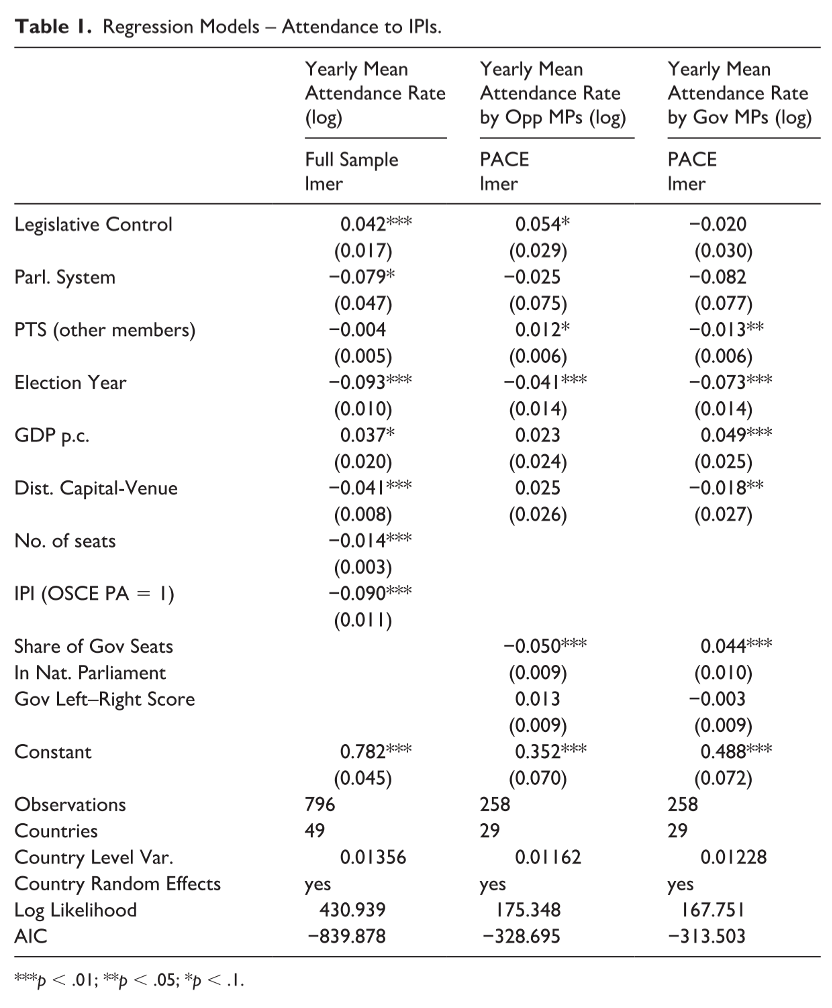 Table 1. Regression Models – Attendance to IPIs.
Yearly Mean Attendance Rate (log) Yearly Mean Attendance Rate by Opp MPs (log) Yearly Mean Attendance Rate by Gov MPs (log)
Full Sample PACE PACE
lmer lmer lmer
Legislative Control 0.042*** 0.054* −0.020
(0.017) (0.029) (0.030)
Parl. System −0.079* −0.025 −0.082
(0.047) (0.075) (0.077)
PTS (other members) −0.004 0.012* −0.013**
(0.005) (0.006) (0.006)
Election Year −0.093*** −0.041*** −0.073***
(0.010) (0.014) (0.014)
GDP p.c. 0.037* 0.023 0.049***
(0.020) (0.024) (0.025)
Dist. Capital-Venue −0.041*** 0.025 −0.018**
(0.008) (0.026) (0.027)
No. of seats −0.014***
(0.003)
IPI (OSCE PA = 1) −0.090***
(0.011)
Share of Gov Seats −0.050*** 0.044***
In Nat. Parliament (0.009) (0.010)
Gov Left–Right Score 0.013 −0.003
(0.009) (0.009)
Constant 0.782*** 0.352*** 0.488***
(0.045) (0.070) (0.072)
Observations 796 258 258
Countries 49 29 29
Country Level Var. 0.01356 0.01162 0.01228
Country Random Effects yes yes yes
Log Likelihood 430.939 175.348 167.751
AIC −839.878 −328.695 −313.503
***p < .01; **p < .05; *p < .1.